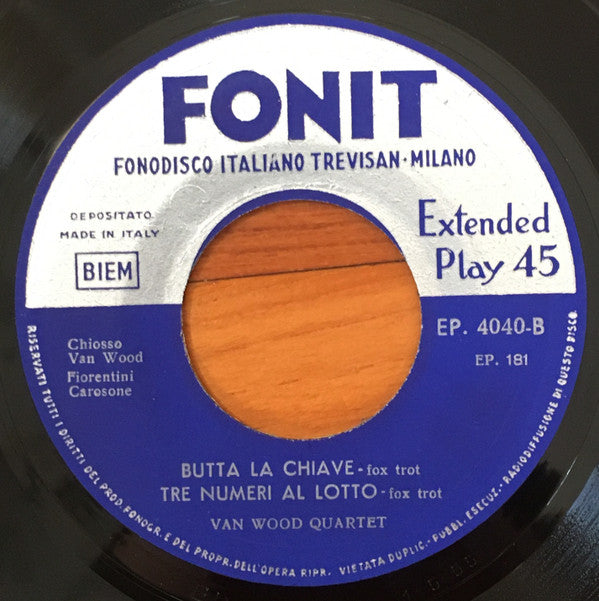 FONIT
FONODISCO ITALIANO TREVISAN · MILANO
DEPOSITATO
MADE IN ITALY
BIEM
Extended
Play 45
EP. 4040-B
EP. 181
Chiosso
Van Wood
Fiorentini
Carosone
BUTTA LA CHIAVE - fox trot
TRE NUMERI AL LOTTO - fox trot
VAN WOOD QUARTET
RISERVATI TUTTI I DIRITTI DEL PROD. FONOGR. E DEL PROPR. DELL'OPERA RIPR. VIETATA DUPLIC. - PUBBL. ESECUZ. - RADIODIFFUSIONE DI QUESTO DISCO.